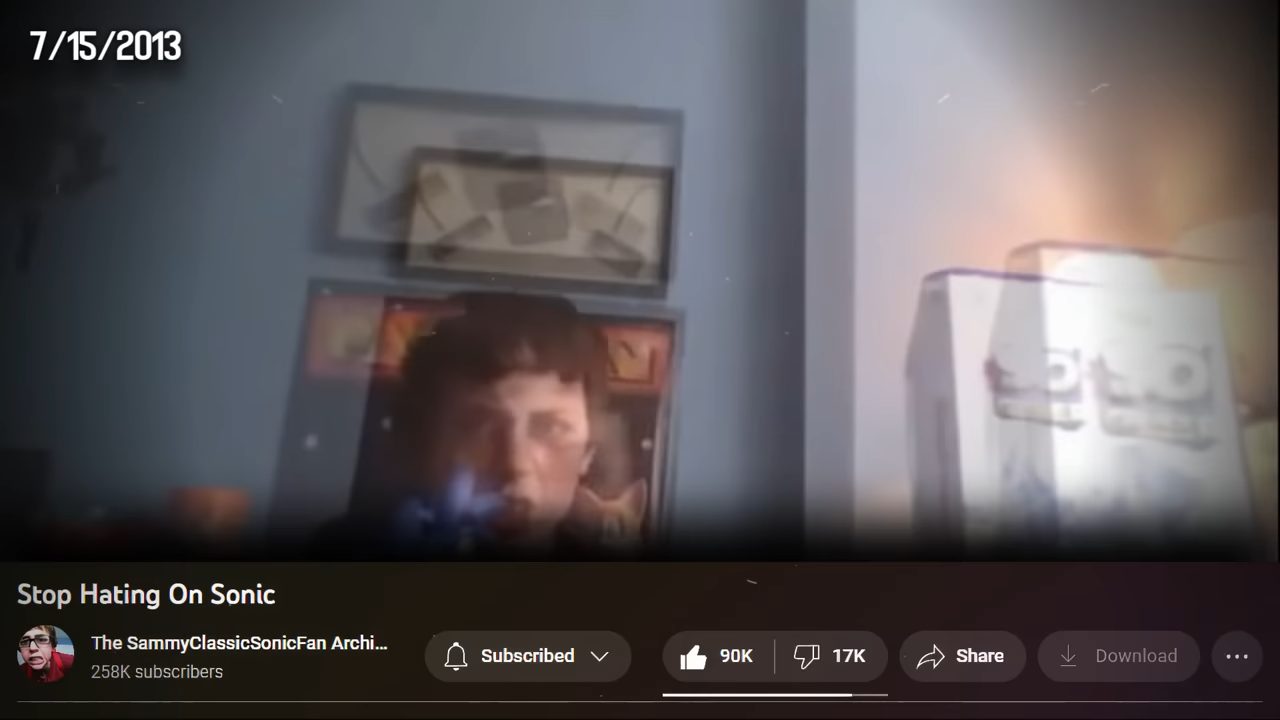 7/15/2013
Stop Hating On Sonic
The SammyClassicSonicFan Archi...
258K subscribers
Subscribed
90K
17K
Share
Download